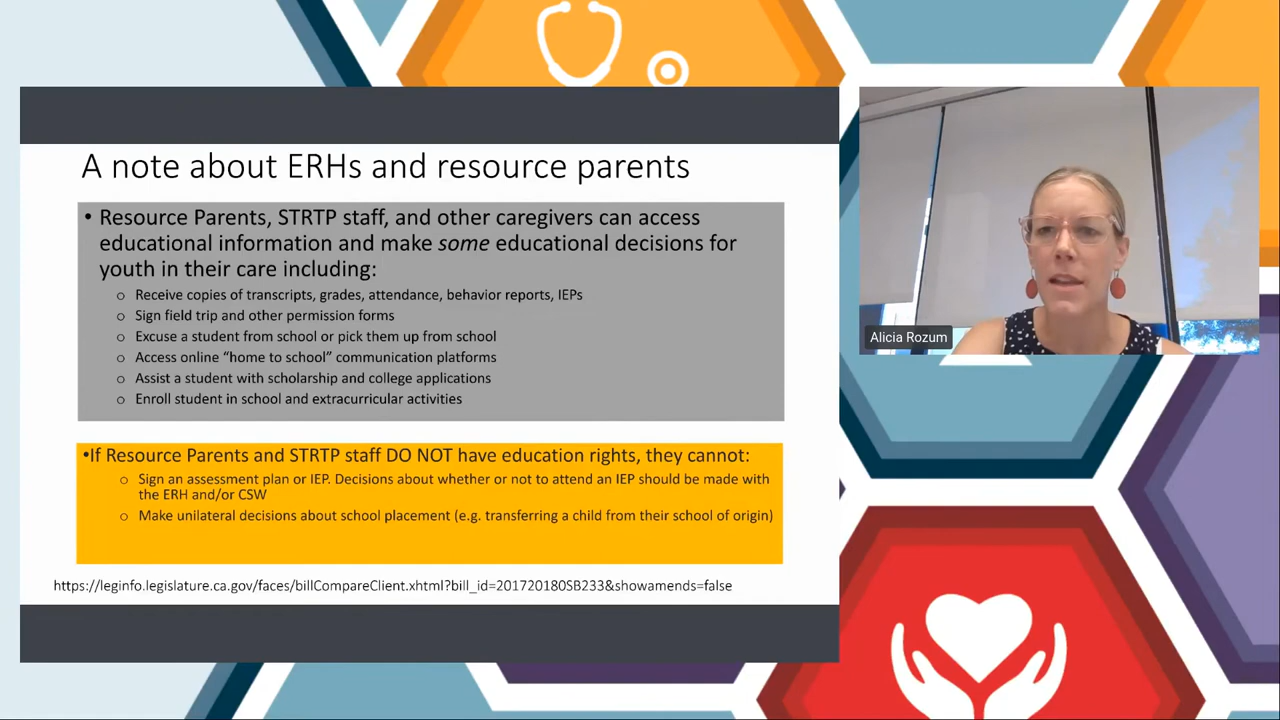 A note about ERHs and resource parents
• Resource Parents, STRTP staff, and other caregivers can access
educational information and make some educational decisions for
youth in their care including:
o Receive copies of transcripts, grades, attendance, behavior reports, IEPs
o Sign field trip and other permission forms
o Excuse a student from school or pick them up from school
o Access online “home to school” communication platforms
o Assist a student with scholarship and college applications
o Enroll student in school and extracurricular activities
•If Resource Parents and STRTP staff DO NOT have education rights, they cannot:
o Sign an assessment plan or IEP. Decisions about whether or not to attend an IEP should be made with
the ERH and/or CSW
o Make unilateral decisions about school placement (e.g. transferring a child from their school of origin)
https://leginfo.legislature.ca.gov/faces/billCompareClient.xhtml?bill_id=201720180SB233&showamends=false
Alicia Rozum